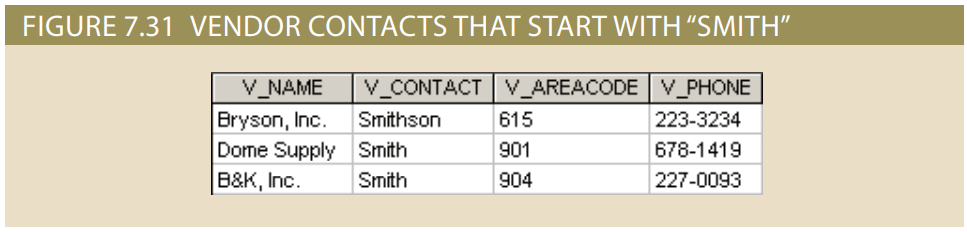 FIGURE 7.31 VENDOR CONTACTS THAT START WITH “SMITH”
V_NAME V_CONTACT V_AREACODE V_PHONE
Bryson, Inc. Smithson 615 223-3234
Dome Supply Smith 901 678-1419
B&K, Inc. Smith 904 227-0093